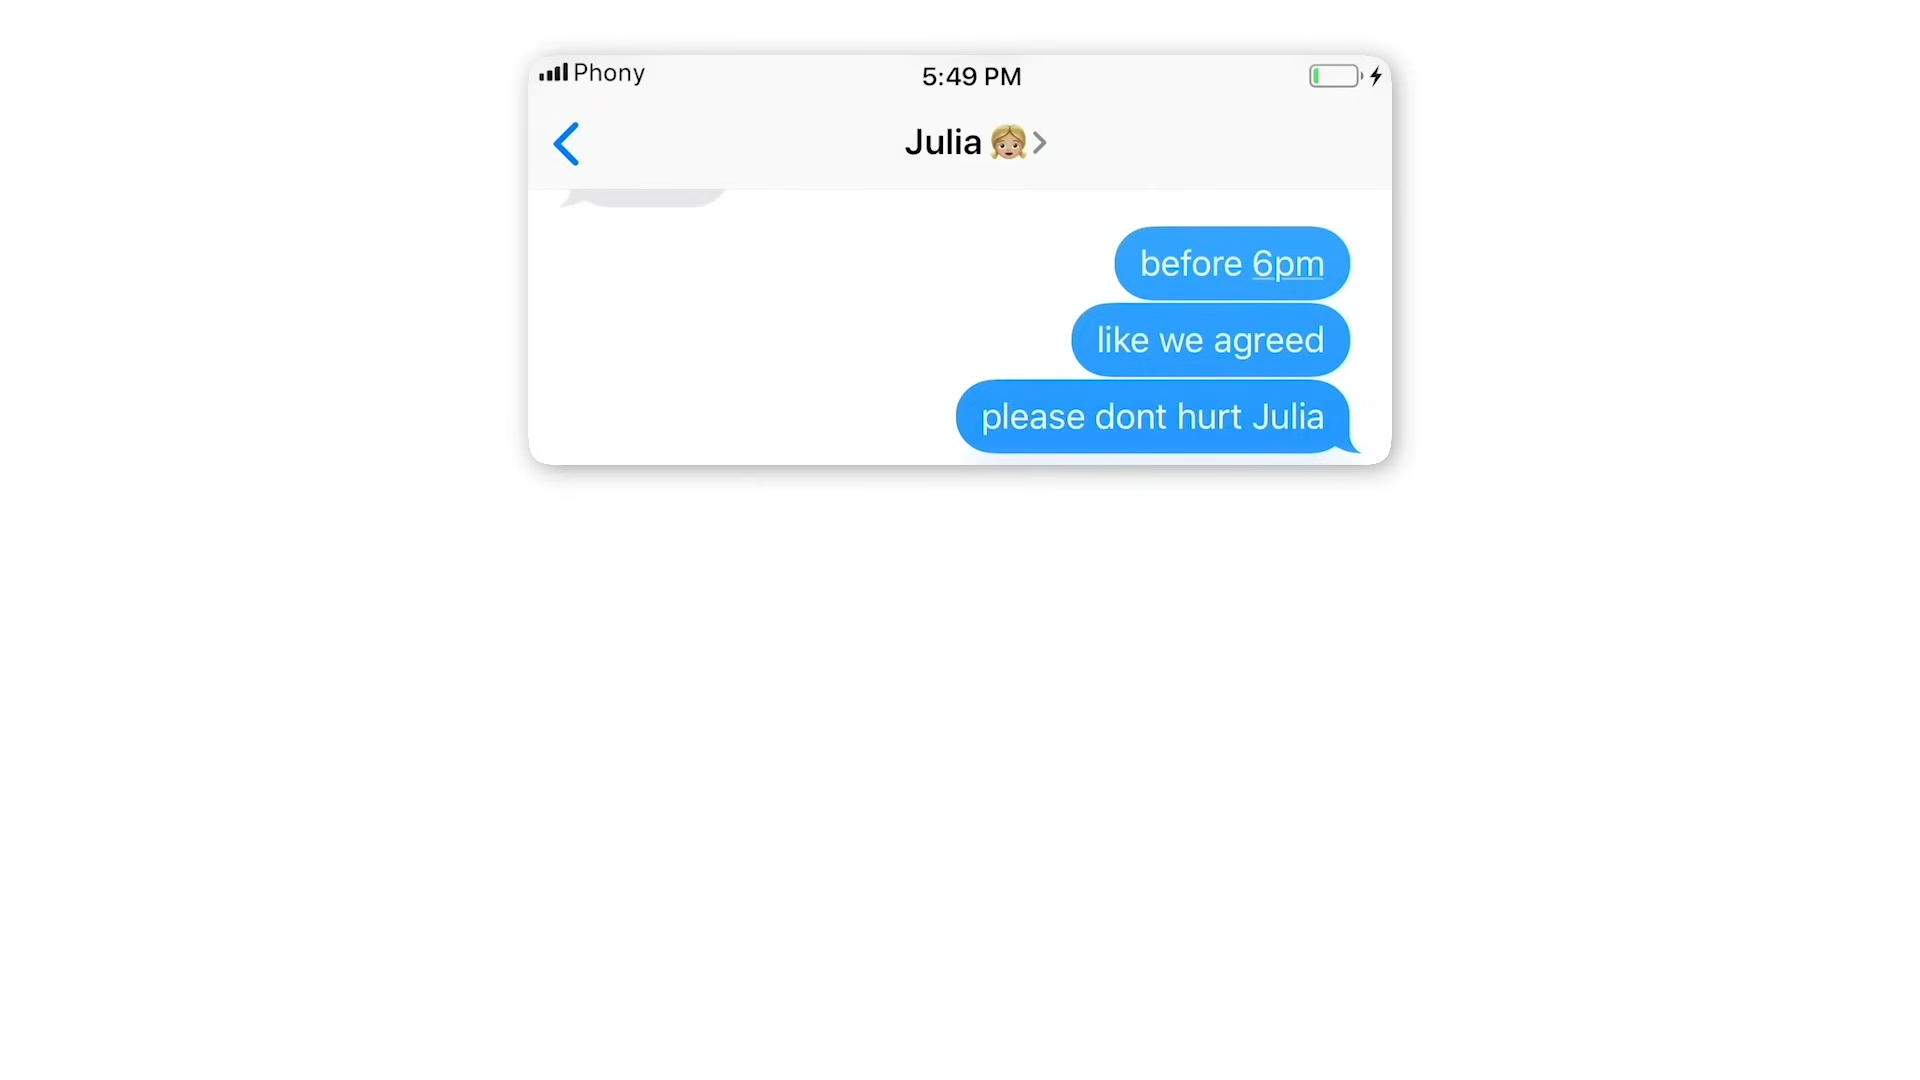 Phony 5:49 PM
Julia 👧🏼
before 6pm
like we agreed
please dont hurt Julia